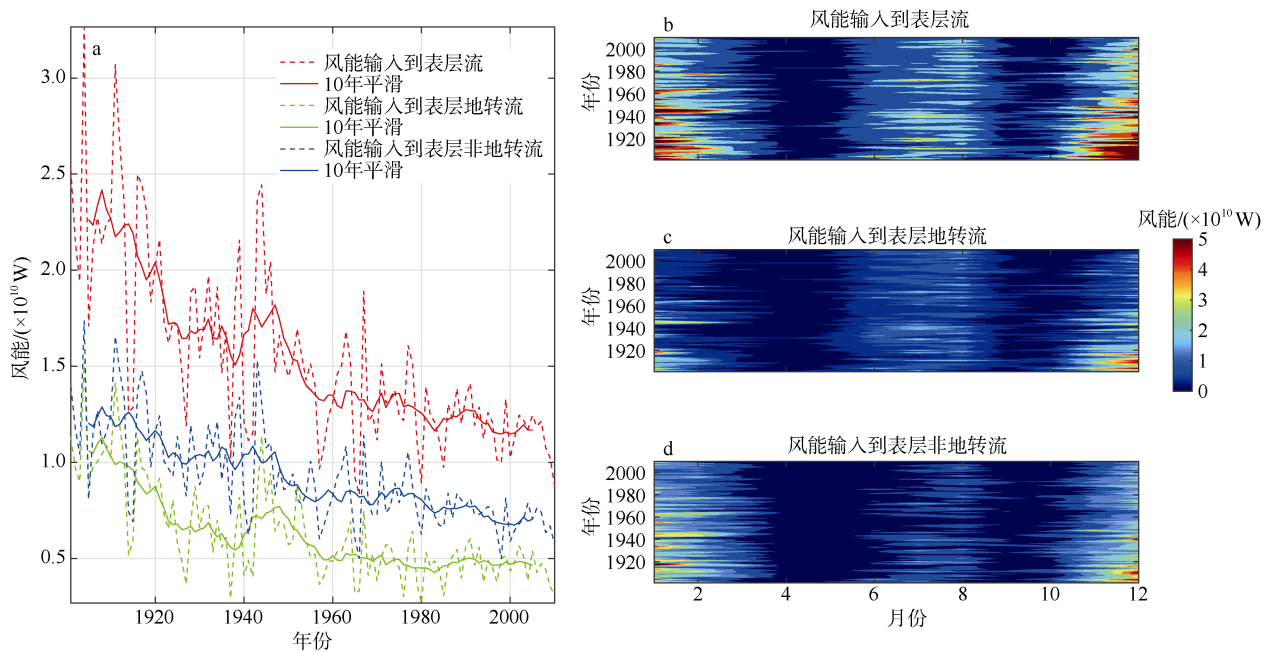 a
风能输入到表层流
10年平滑
风能输入到表层地转流
10年平滑
风能输入到表层非地转流
10年平滑
3.0
2.5
2.0
1.5
1.0
0.5
风能/(×10¹⁰ W)
1920
1940
1960
1980
2000
年份
b
风能输入到表层流
2000
1980
1960
1940
1920
年份
c
风能输入到表层地转流
2000
1980
1960
1940
1920
年份
风能/(×10¹⁰ W)
5
4
3
2
1
0
d
风能输入到表层非地转流
2000
1980
1960
1940
1920
年份
2
4
6
8
10
12
月份